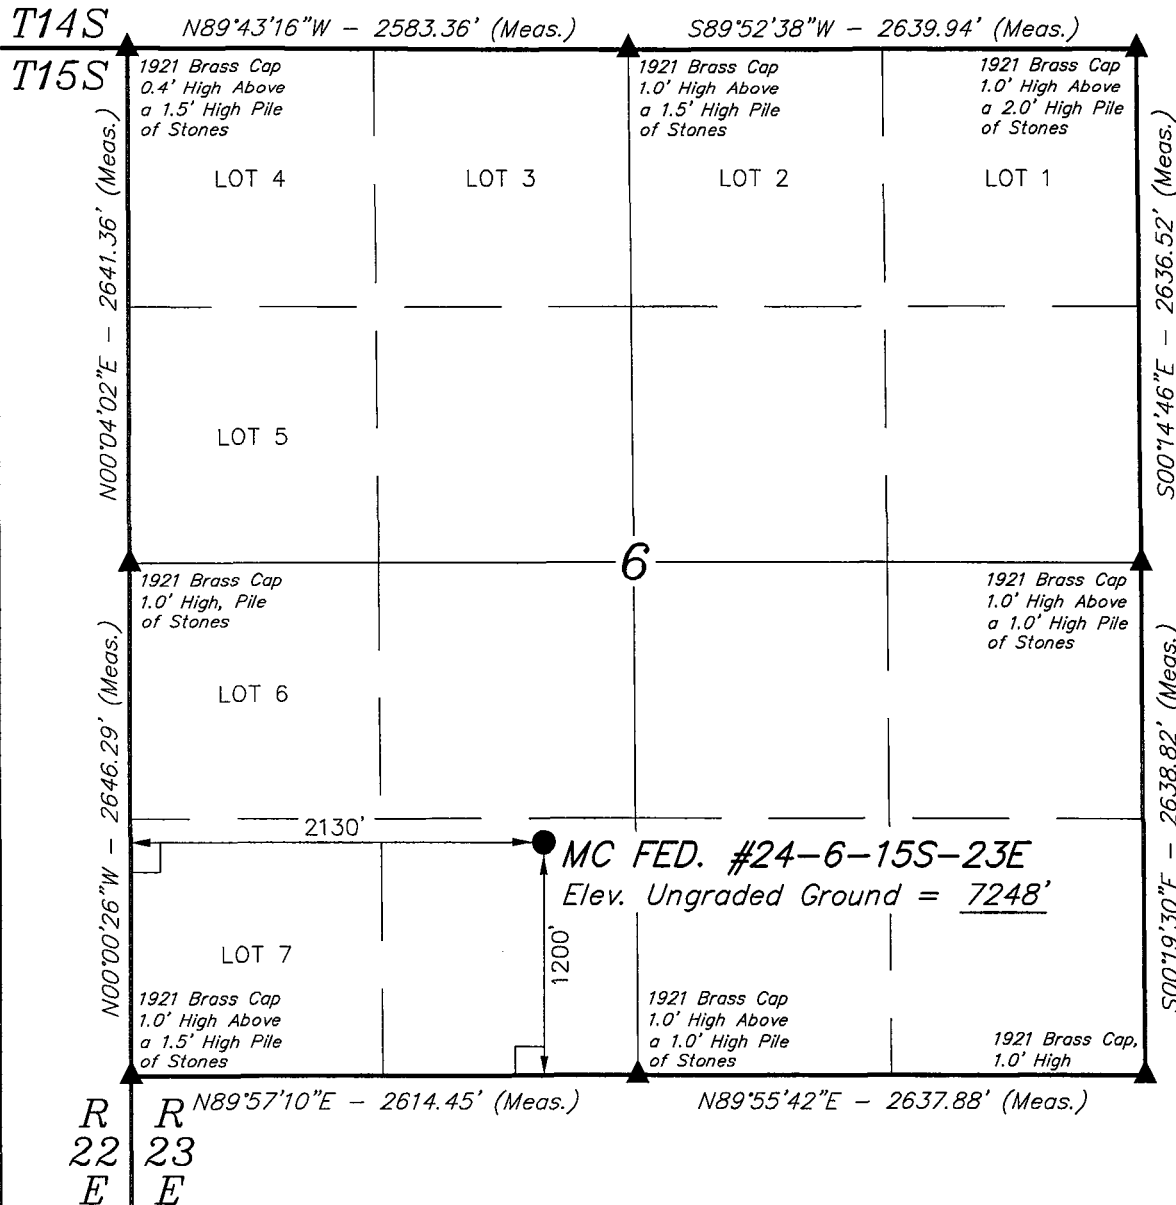 T14S
N89°43'16"W - 2583.36' (Meas.)
S89°52'38"W - 2639.94' (Meas.)
T15S
1921 Brass Cap
0.4' High Above
a 1.5' High Pile
of Stones
1921 Brass Cap
1.0' High Above
a 1.5' High Pile
of Stones
1921 Brass Cap
1.0' High Above
a 2.0' High Pile
of Stones
LOT 4
LOT 3
LOT 2
LOT 1
N00°04'02"E - 2641.36' (Meas.)
S00°14'46"E - 2636.52' (Meas.)
LOT 5
6
1921 Brass Cap
1.0' High, Pile
of Stones
1921 Brass Cap
1.0' High Above
a 1.0' High Pile
of Stones
LOT 6
N00°00'26"W - 2646.29' (Meas.)
S00°19'30"E - 2638.82' (Meas.)
2130'
MC FED. #24-6-15S-23E
Elev. Ungraded Ground = 7248'
1200'
LOT 7
1921 Brass Cap
1.0' High Above
a 1.5' High Pile
of Stones
1921 Brass Cap
1.0' High Above
a 1.0' High Pile
of Stones
1921 Brass Cap,
1.0' High
N89°57'10"E - 2614.45' (Meas.)
N89°55'42"E - 2637.88' (Meas.)
R R
22 23
E E